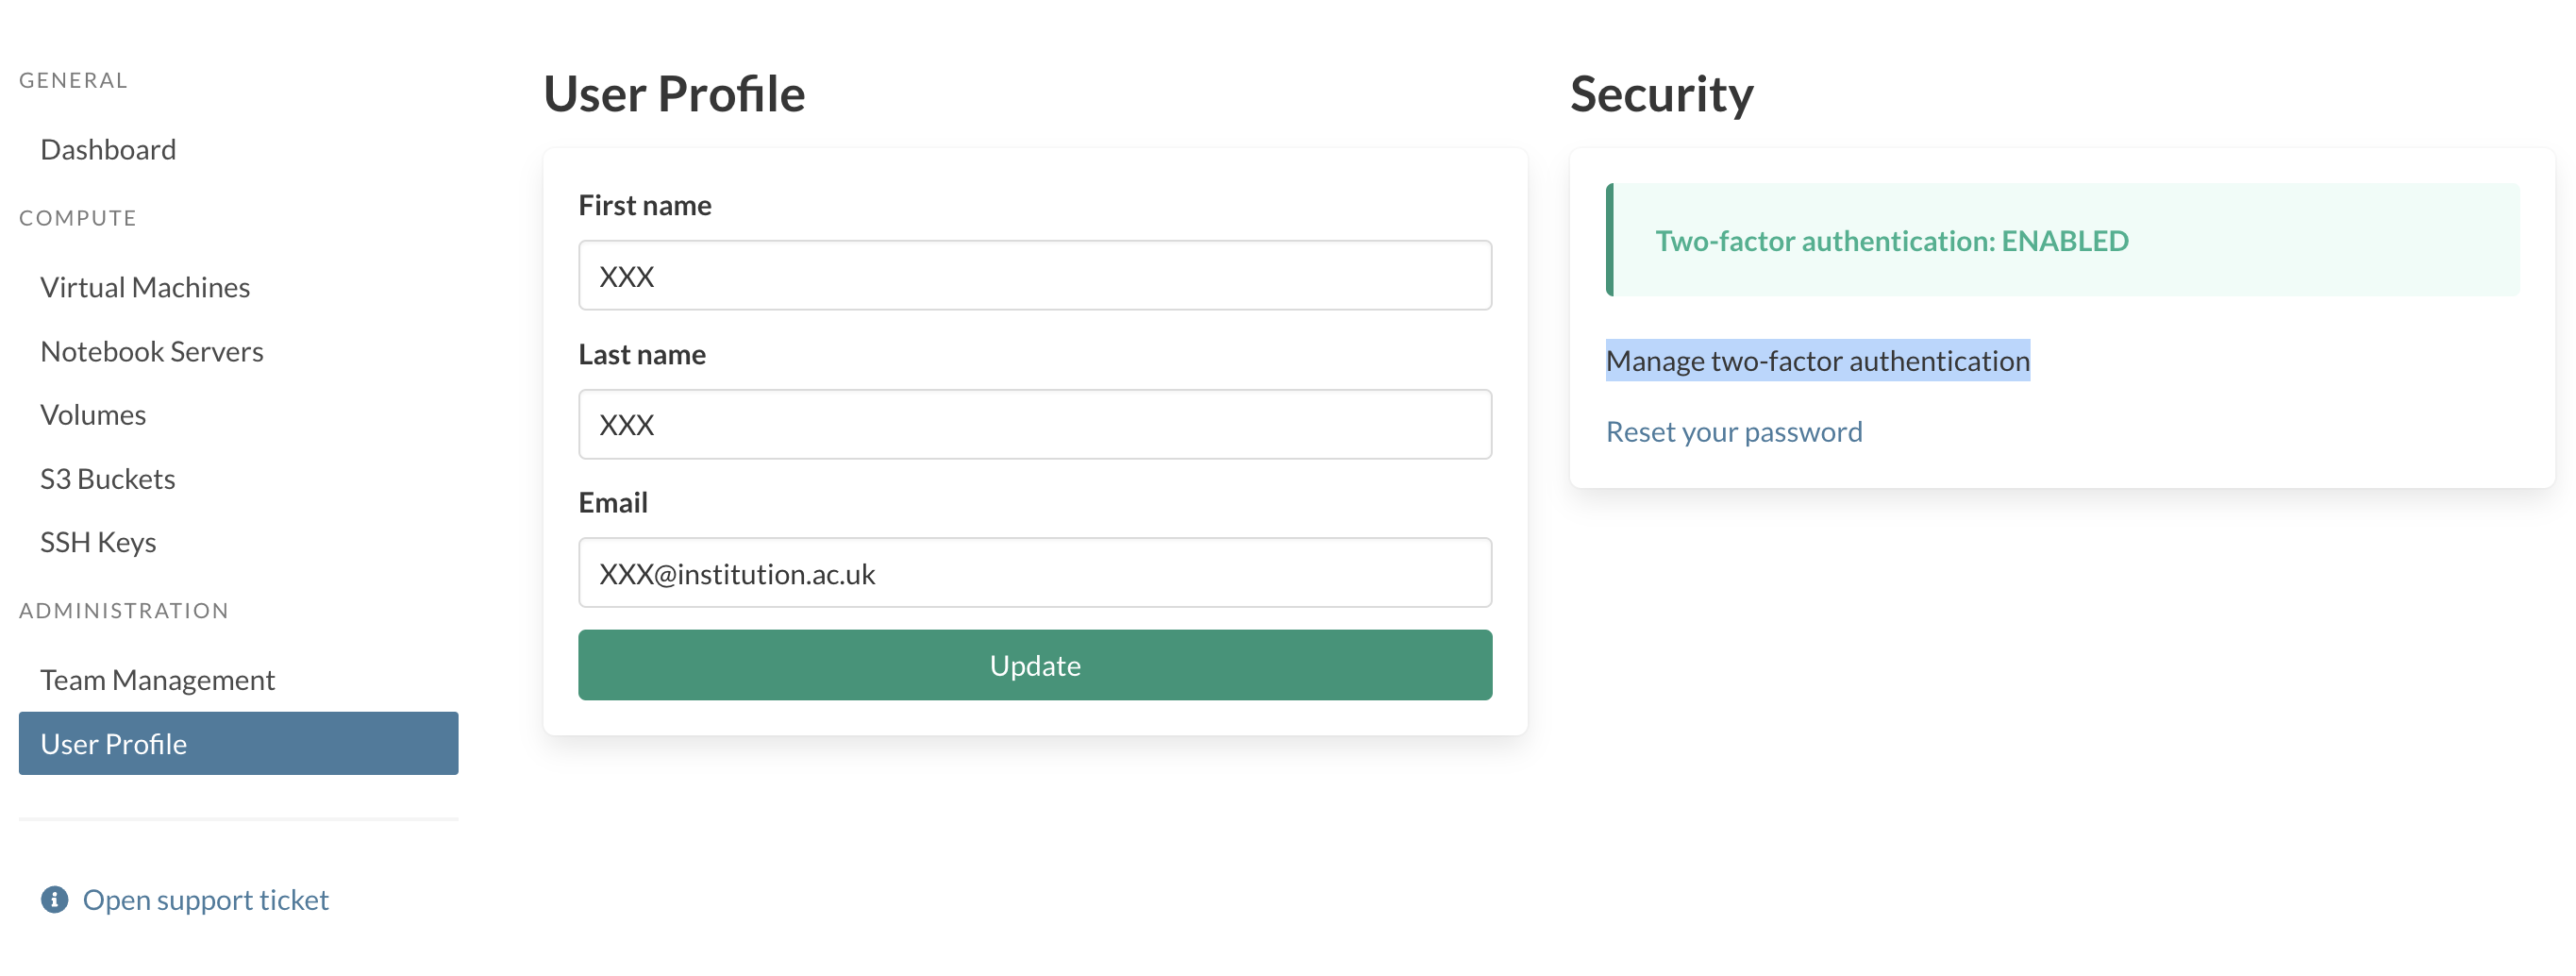 GENERAL
Dashboard
COMPUTE
Virtual Machines
Notebook Servers
Volumes
S3 Buckets
SSH Keys
ADMINISTRATION
Team Management
User Profile
Open support ticket
User Profile
First name
XXX
Last name
XXX
Email
XXX@institution.ac.uk
Update
Security
Two-factor authentication: ENABLED
Manage two-factor authentication
Reset your password